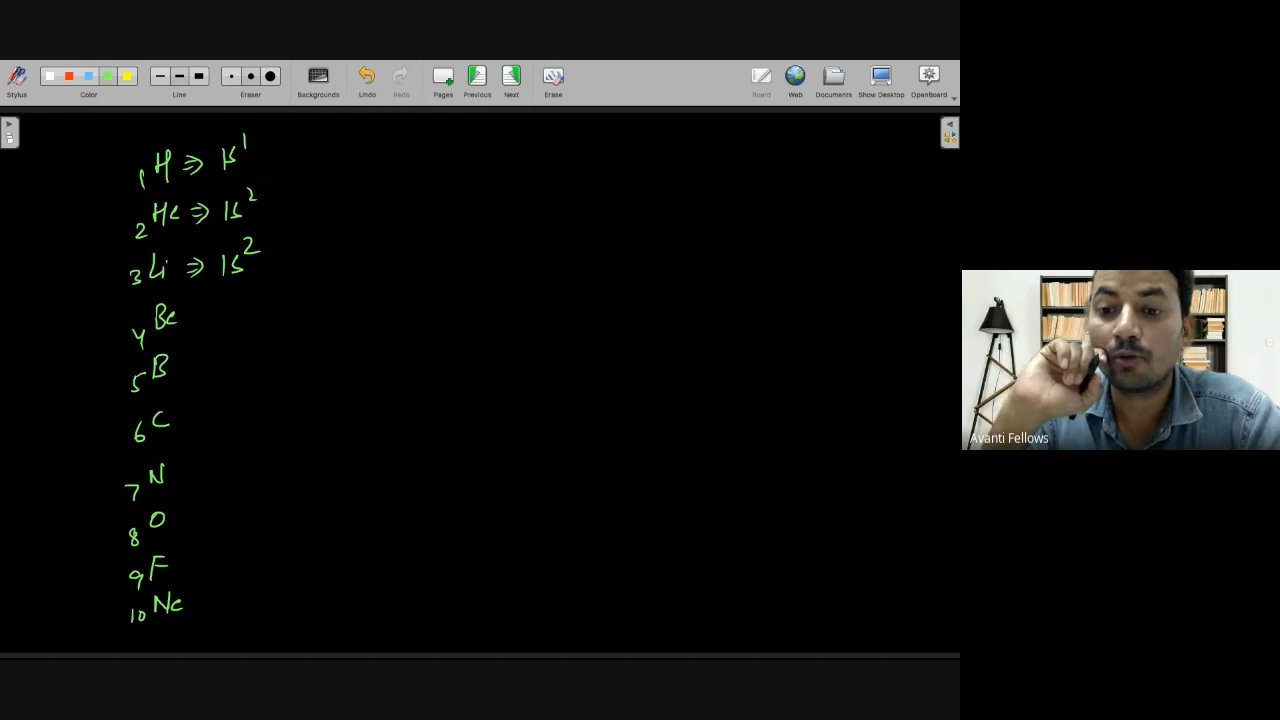 Stylus Color Line Eraser Backgrounds Undo Redo Pages Previous Next Erase Board Web Documents Show Desktop OpenBoard
₁H ⇒ 1s¹
₂He ⇒ 1s²
₃Li ⇒ 1s²
₄Be
₅B
₆C
₇N
₈O
₉F
₁₀Ne
Avanti Fellows